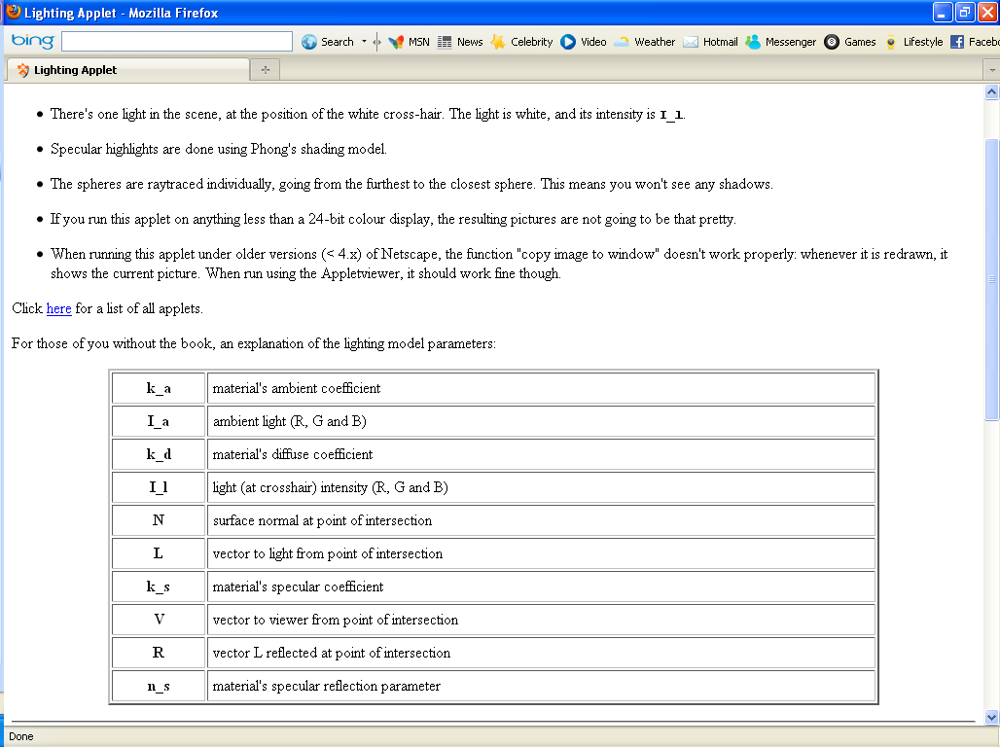 Lighting Applet - Mozilla Firefox
bing Search MSN News Celebrity Video Weather Hotmail Messenger Games Lifestyle Faceb
Lighting Applet
• There's one light in the scene, at the position of the white cross-hair. The light is white, and its intensity is I_l.
• Specular highlights are done using Phong's shading model.
• The spheres are raytraced individually, going from the furthest to the closest sphere. This means you won't see any shadows.
• If you run this applet on anything less than a 24-bit colour display, the resulting pictures are not going to be that pretty.
• When running this applet under older versions (< 4.x) of Netscape, the function "copy image to window" doesn't work properly: whenever it is redrawn, it
shows the current picture. When run using the Appletviewer, it should work fine though.
Click here for a list of all applets.
For those of you without the book, an explanation of the lighting model parameters:
k_a material's ambient coefficient
I_a ambient light (R, G and B)
k_d material's diffuse coefficient
I_l light (at crosshair) intensity (R, G and B)
N surface normal at point of intersection
L vector to light from point of intersection
k_s material's specular coefficient
V vector to viewer from point of intersection
R vector L reflected at point of intersection
n_s material's specular reflection parameter
Done